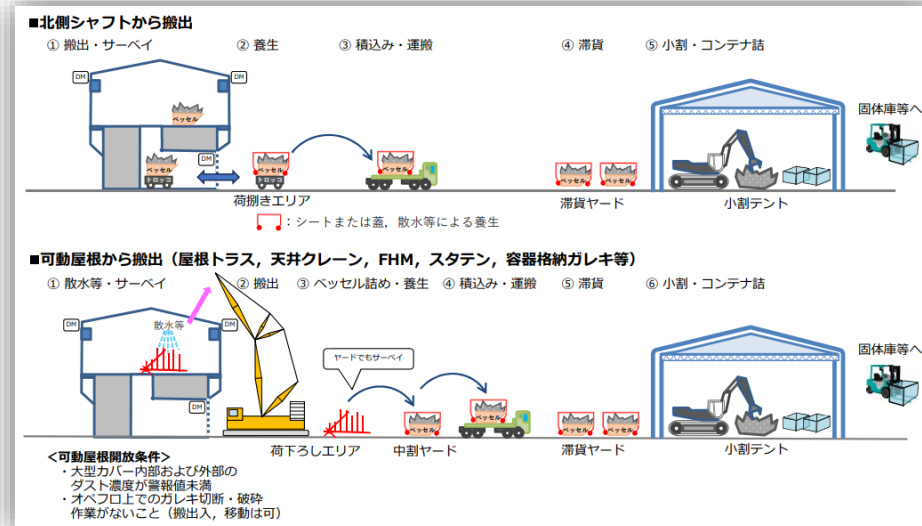 ■北側シャフトから搬出
① 搬出・サーベイ ② 養生 ③ 積込み・運搬 ④ 滞貨 ⑤ 小割・コンテナ詰
DM DM
ベッセル
固体庫等へ
DM
ベッセル ベッセル ベッセル ベッセル ベッセル
トロッコ トロッコ
荷捌きエリア 滞貨ヤード 小割テント
：シートまたは蓋，散水等による養生
■可動屋根から搬出（屋根トラス，天井クレーン，FHM，スタテン，容器格納ガレキ等）
① 散水等・サーベイ ② 搬出 ③ ベッセル詰め・養生 ④ 積込み・運搬 ⑤ 滞貨 ⑥ 小割・コンテナ詰
DM 散水等 DM
ヤードでもサーベイ
固体庫等へ
DM
ベッセル ベッセル ベッセル ベッセル
荷下ろしエリア 中割ヤード 滞貨ヤード 小割テント
＜可動屋根開放条件＞
・大型カバー内部および外部の
ダスト濃度が警報値未満
・オペフロ上でのガレキ切断・破砕
作業がないこと（搬出入，移動は可）